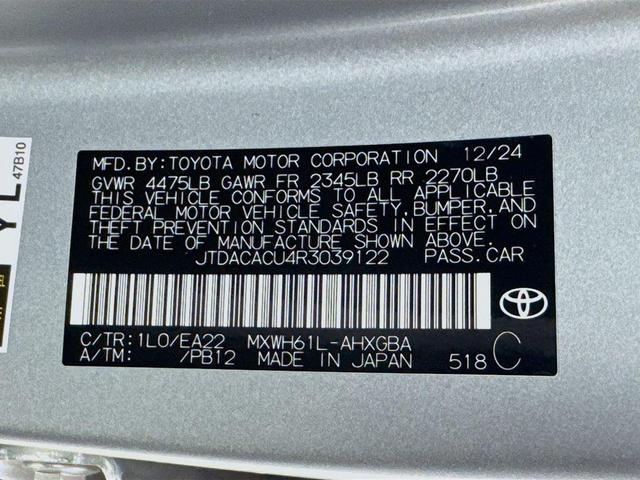 MFD.BY:TOYOTA MOTOR CORPORATION 12/24
GVWR 4475LB GAWR FR 2345LB RR 2270LB
THIS VEHICLE CONFORMS TO ALL APPLICABLE
FEDERAL MOTOR VEHICLE SAFETY,BUMPER,AND
THEFT PREVENTION STANDARDS IN EFFECT ON
THE DATE OF MANUFACTURE SHOWN ABOVE.
JTDACACU4R3039122 PASS.CAR
C/TR:1L0/EA22 MXWH61L-AHXGBA
A/TM: /PB12 MADE IN JAPAN 518 C
YL
47B10